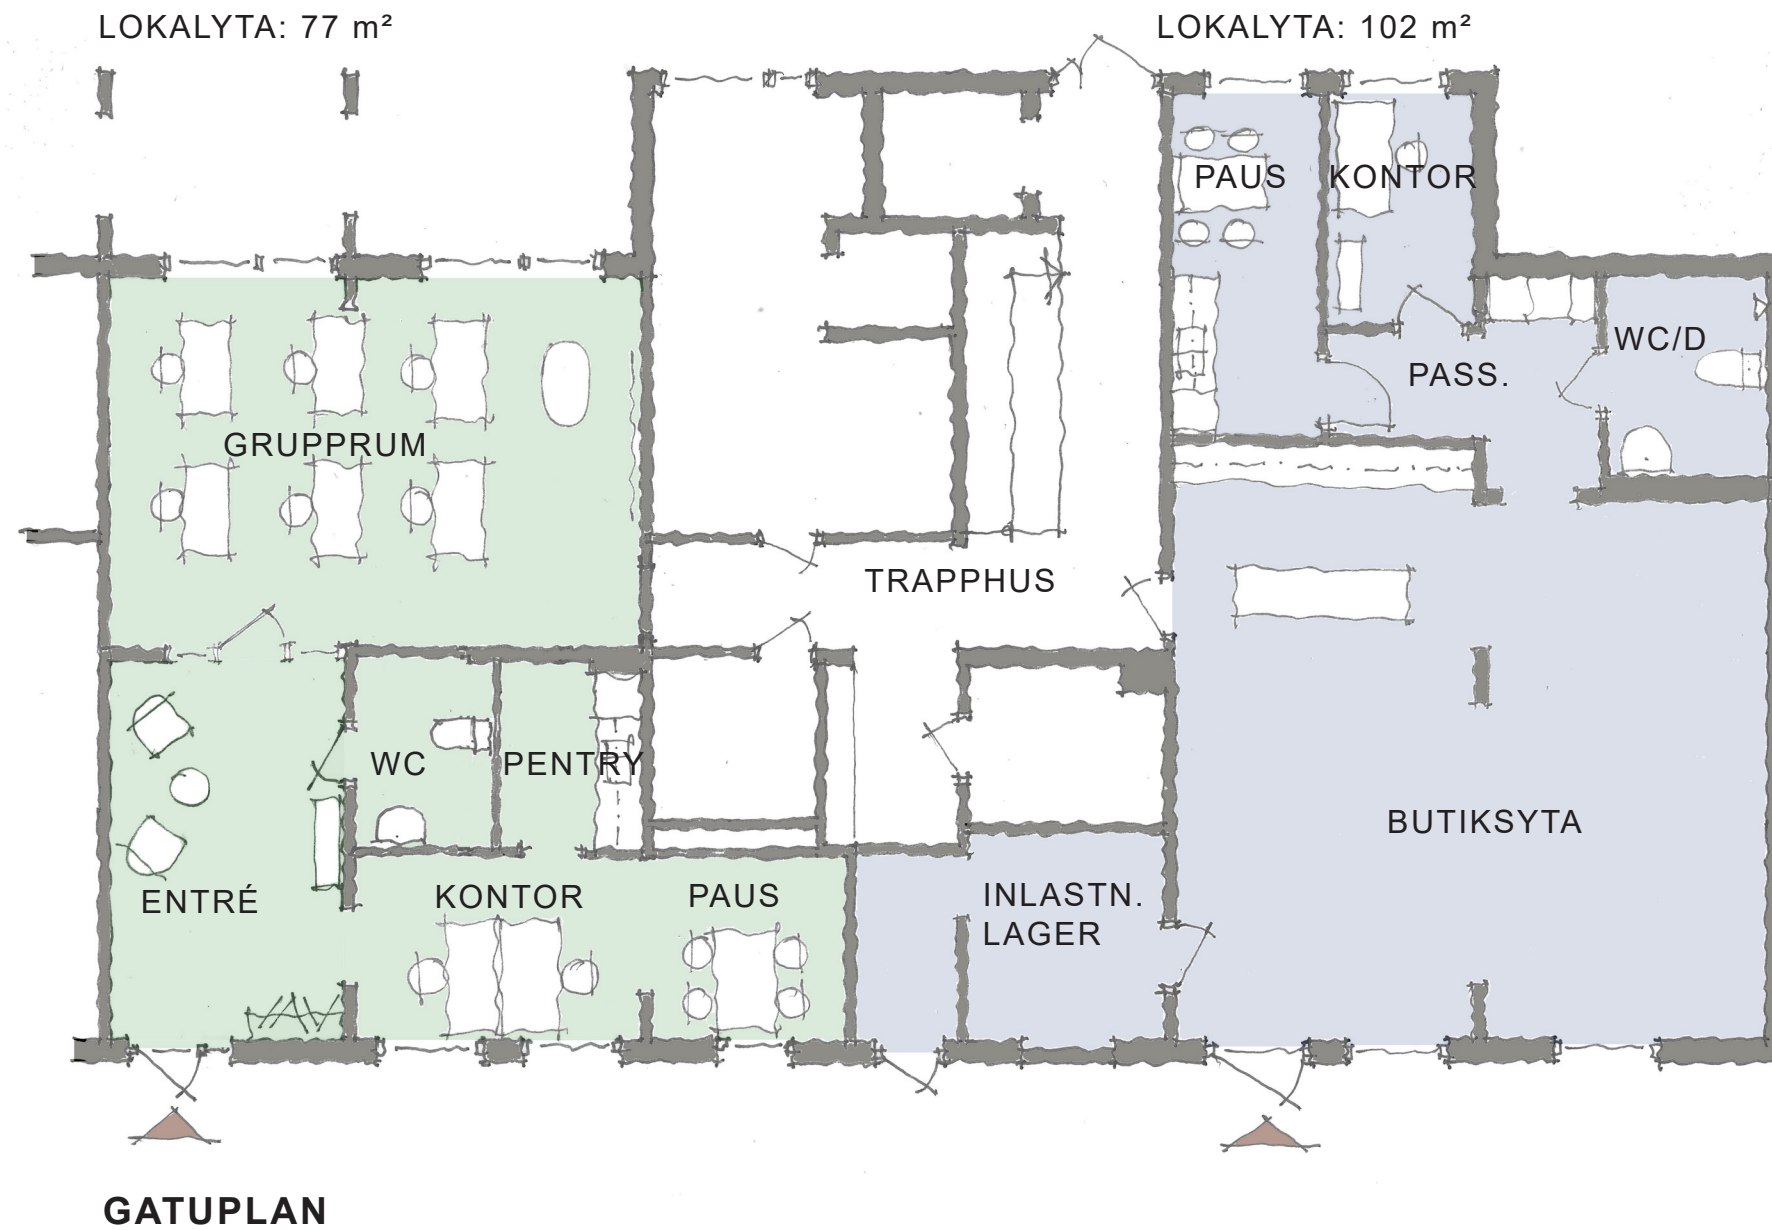 LOKALYTA: 77 m²
LOKALYTA: 102 m²
PAUS
KONTOR
WC/D
PASS.
GRUPPRUM
TRAPPHUS
WC
PENTRY
BUTIKSYTA
ENTRÉ
KONTOR
PAUS
INLASTN.
LAGER
GATUPLAN